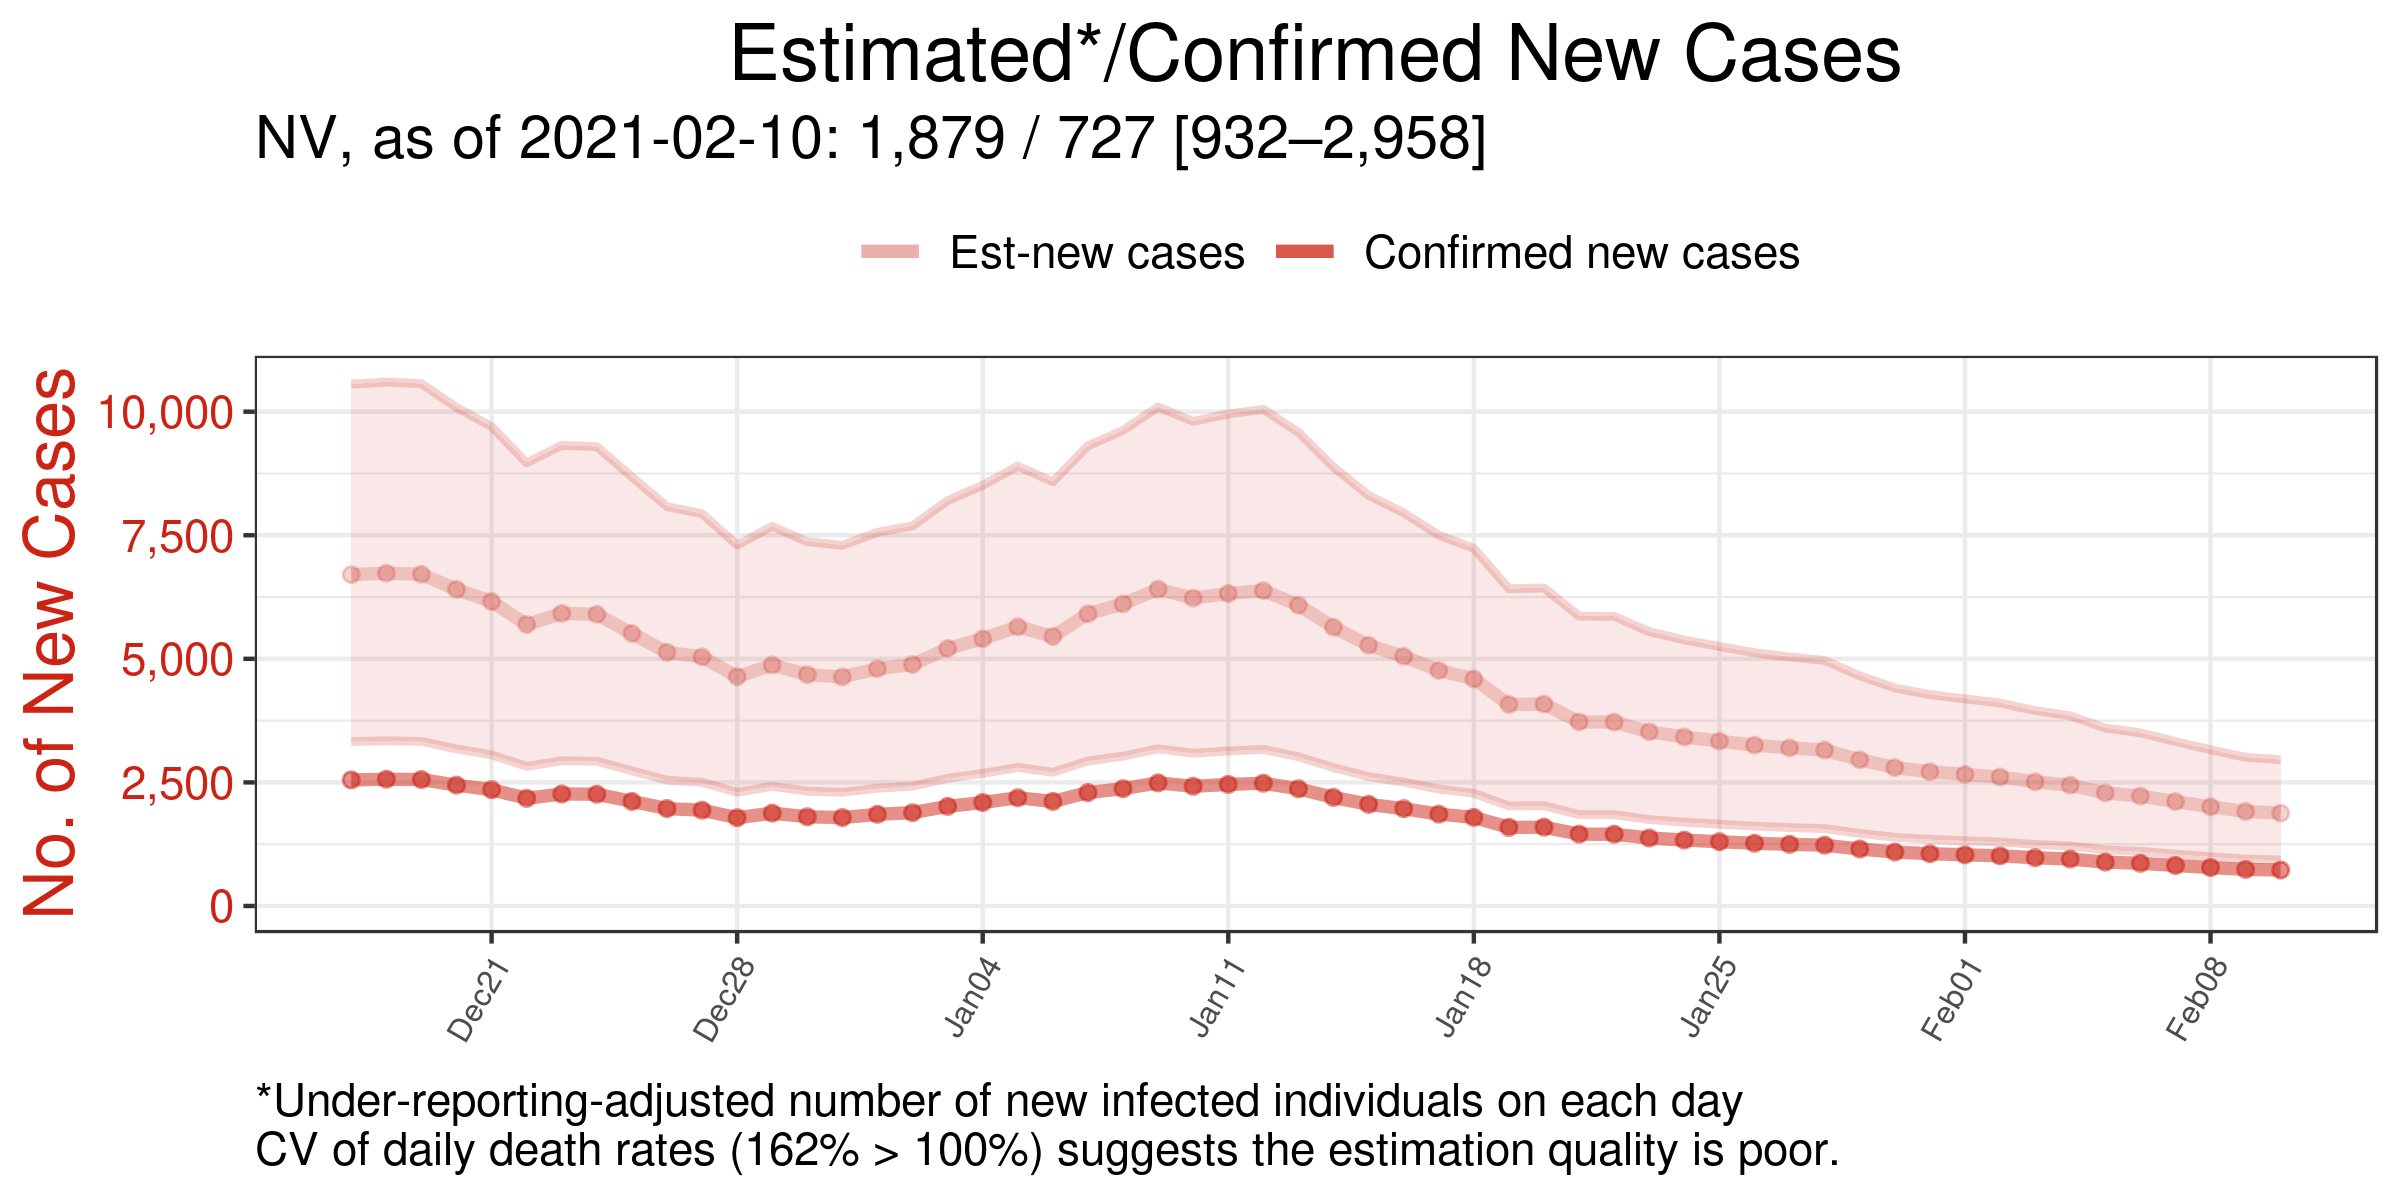 Estimated*/Confirmed New Cases
NV, as of 2021-02-10: 1,879 / 727 [932–2,958]
Est-new cases Confirmed new cases
No. of New Cases
10,000
7,500
5,000
2,500
0
Dec21 Dec28 Jan04 Jan11 Jan18 Jan25 Feb01 Feb08
*Under-reporting-adjusted number of new infected individuals on each day
CV of daily death rates (162% > 100%) suggests the estimation quality is poor.